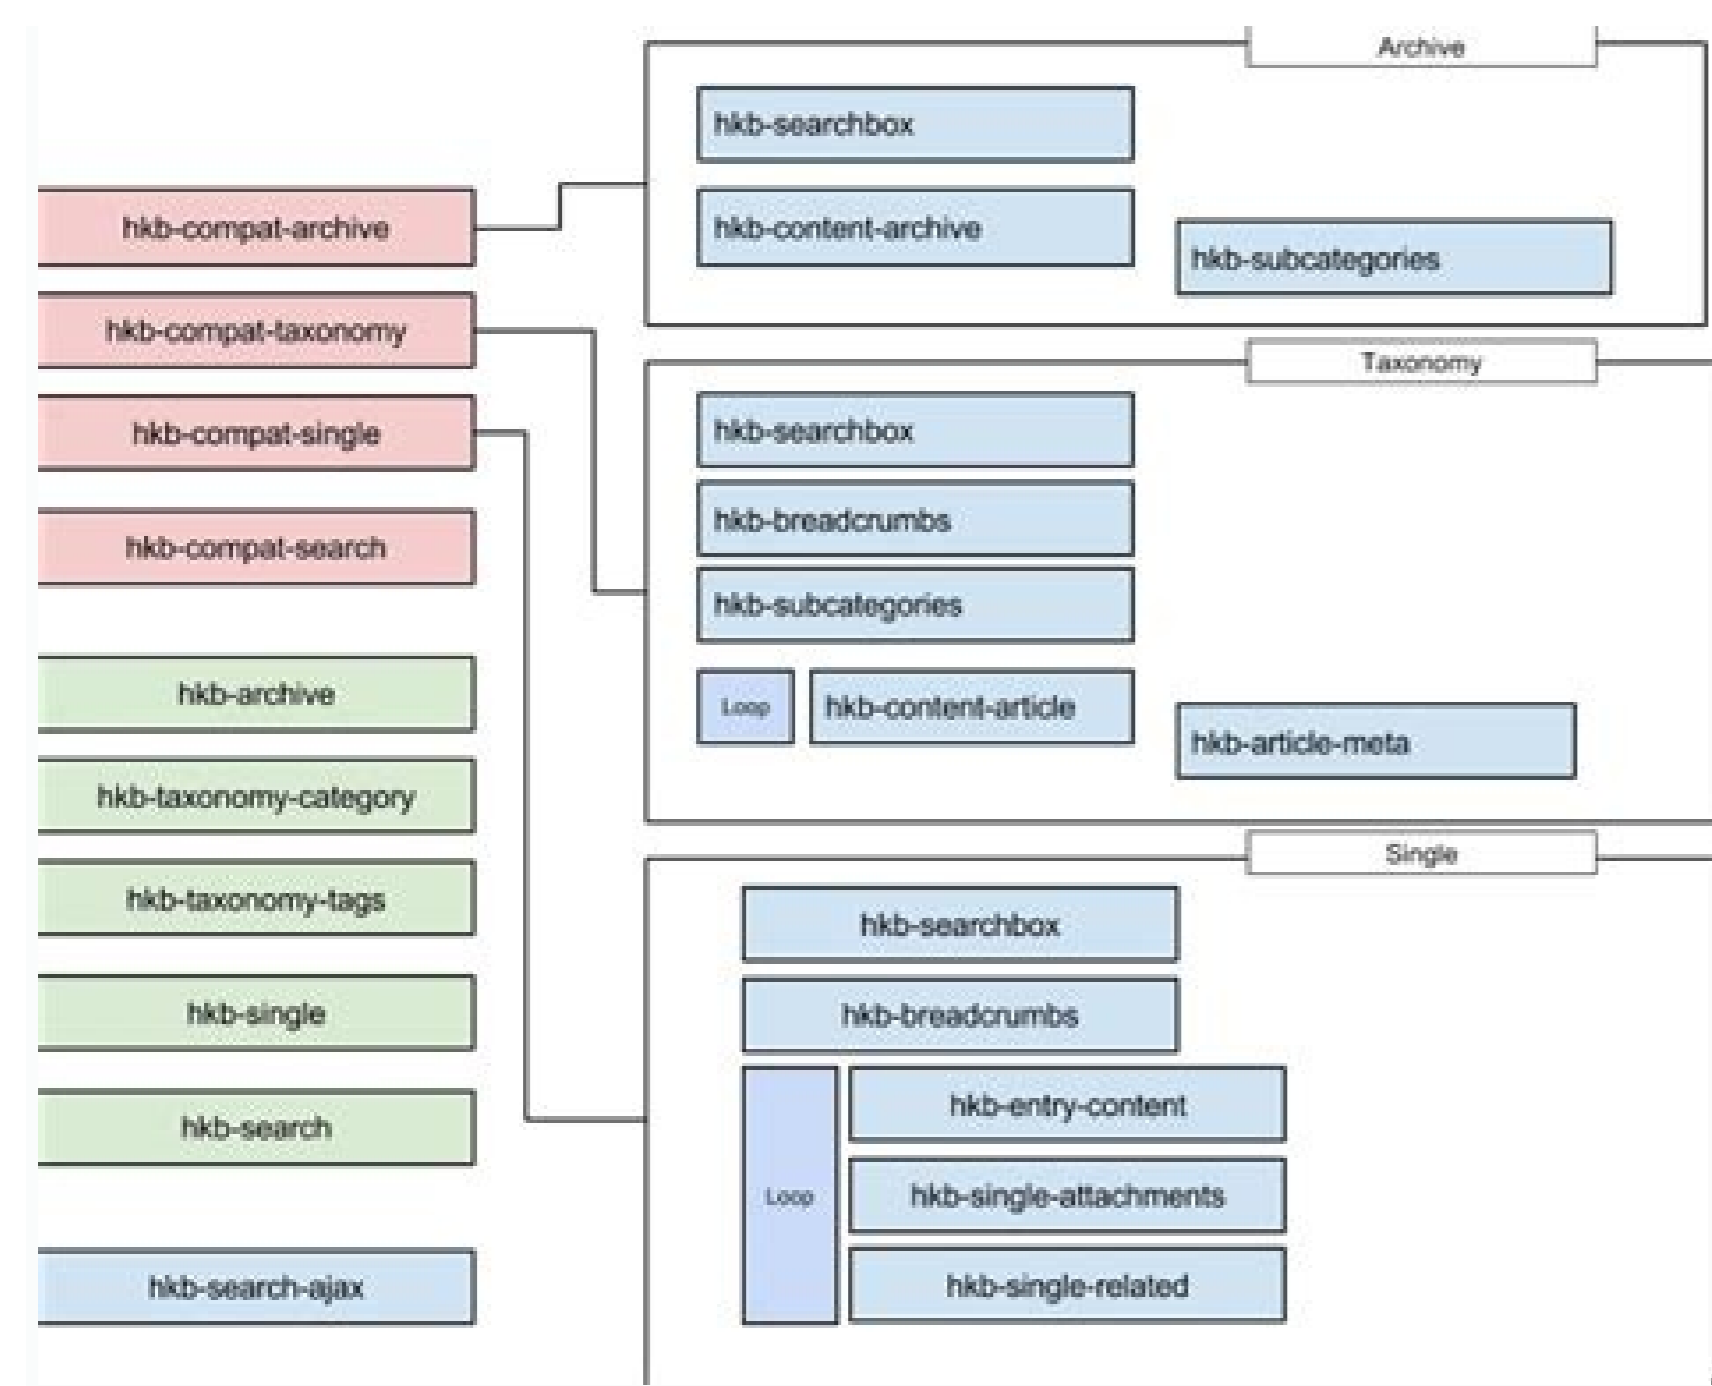 hkb-compat-archive
hkb-compat-taxonomy
hkb-compat-single
hkb-compat-search
hkb-archive
hkb-taxonomy-category
hkb-taxonomy-tags
hkb-single
hkb-search
hkb-search-ajax
Archive
hkb-searchbox
hkb-content-archive
hkb-subcategories
Taxonomy
hkb-searchbox
hkb-breadcrumbs
hkb-subcategories
Loop
hkb-content-article
hkb-article-meta
Single
hkb-searchbox
hkb-breadcrumbs
Loop
hkb-entry-content
hkb-single-attachments
hkb-single-related